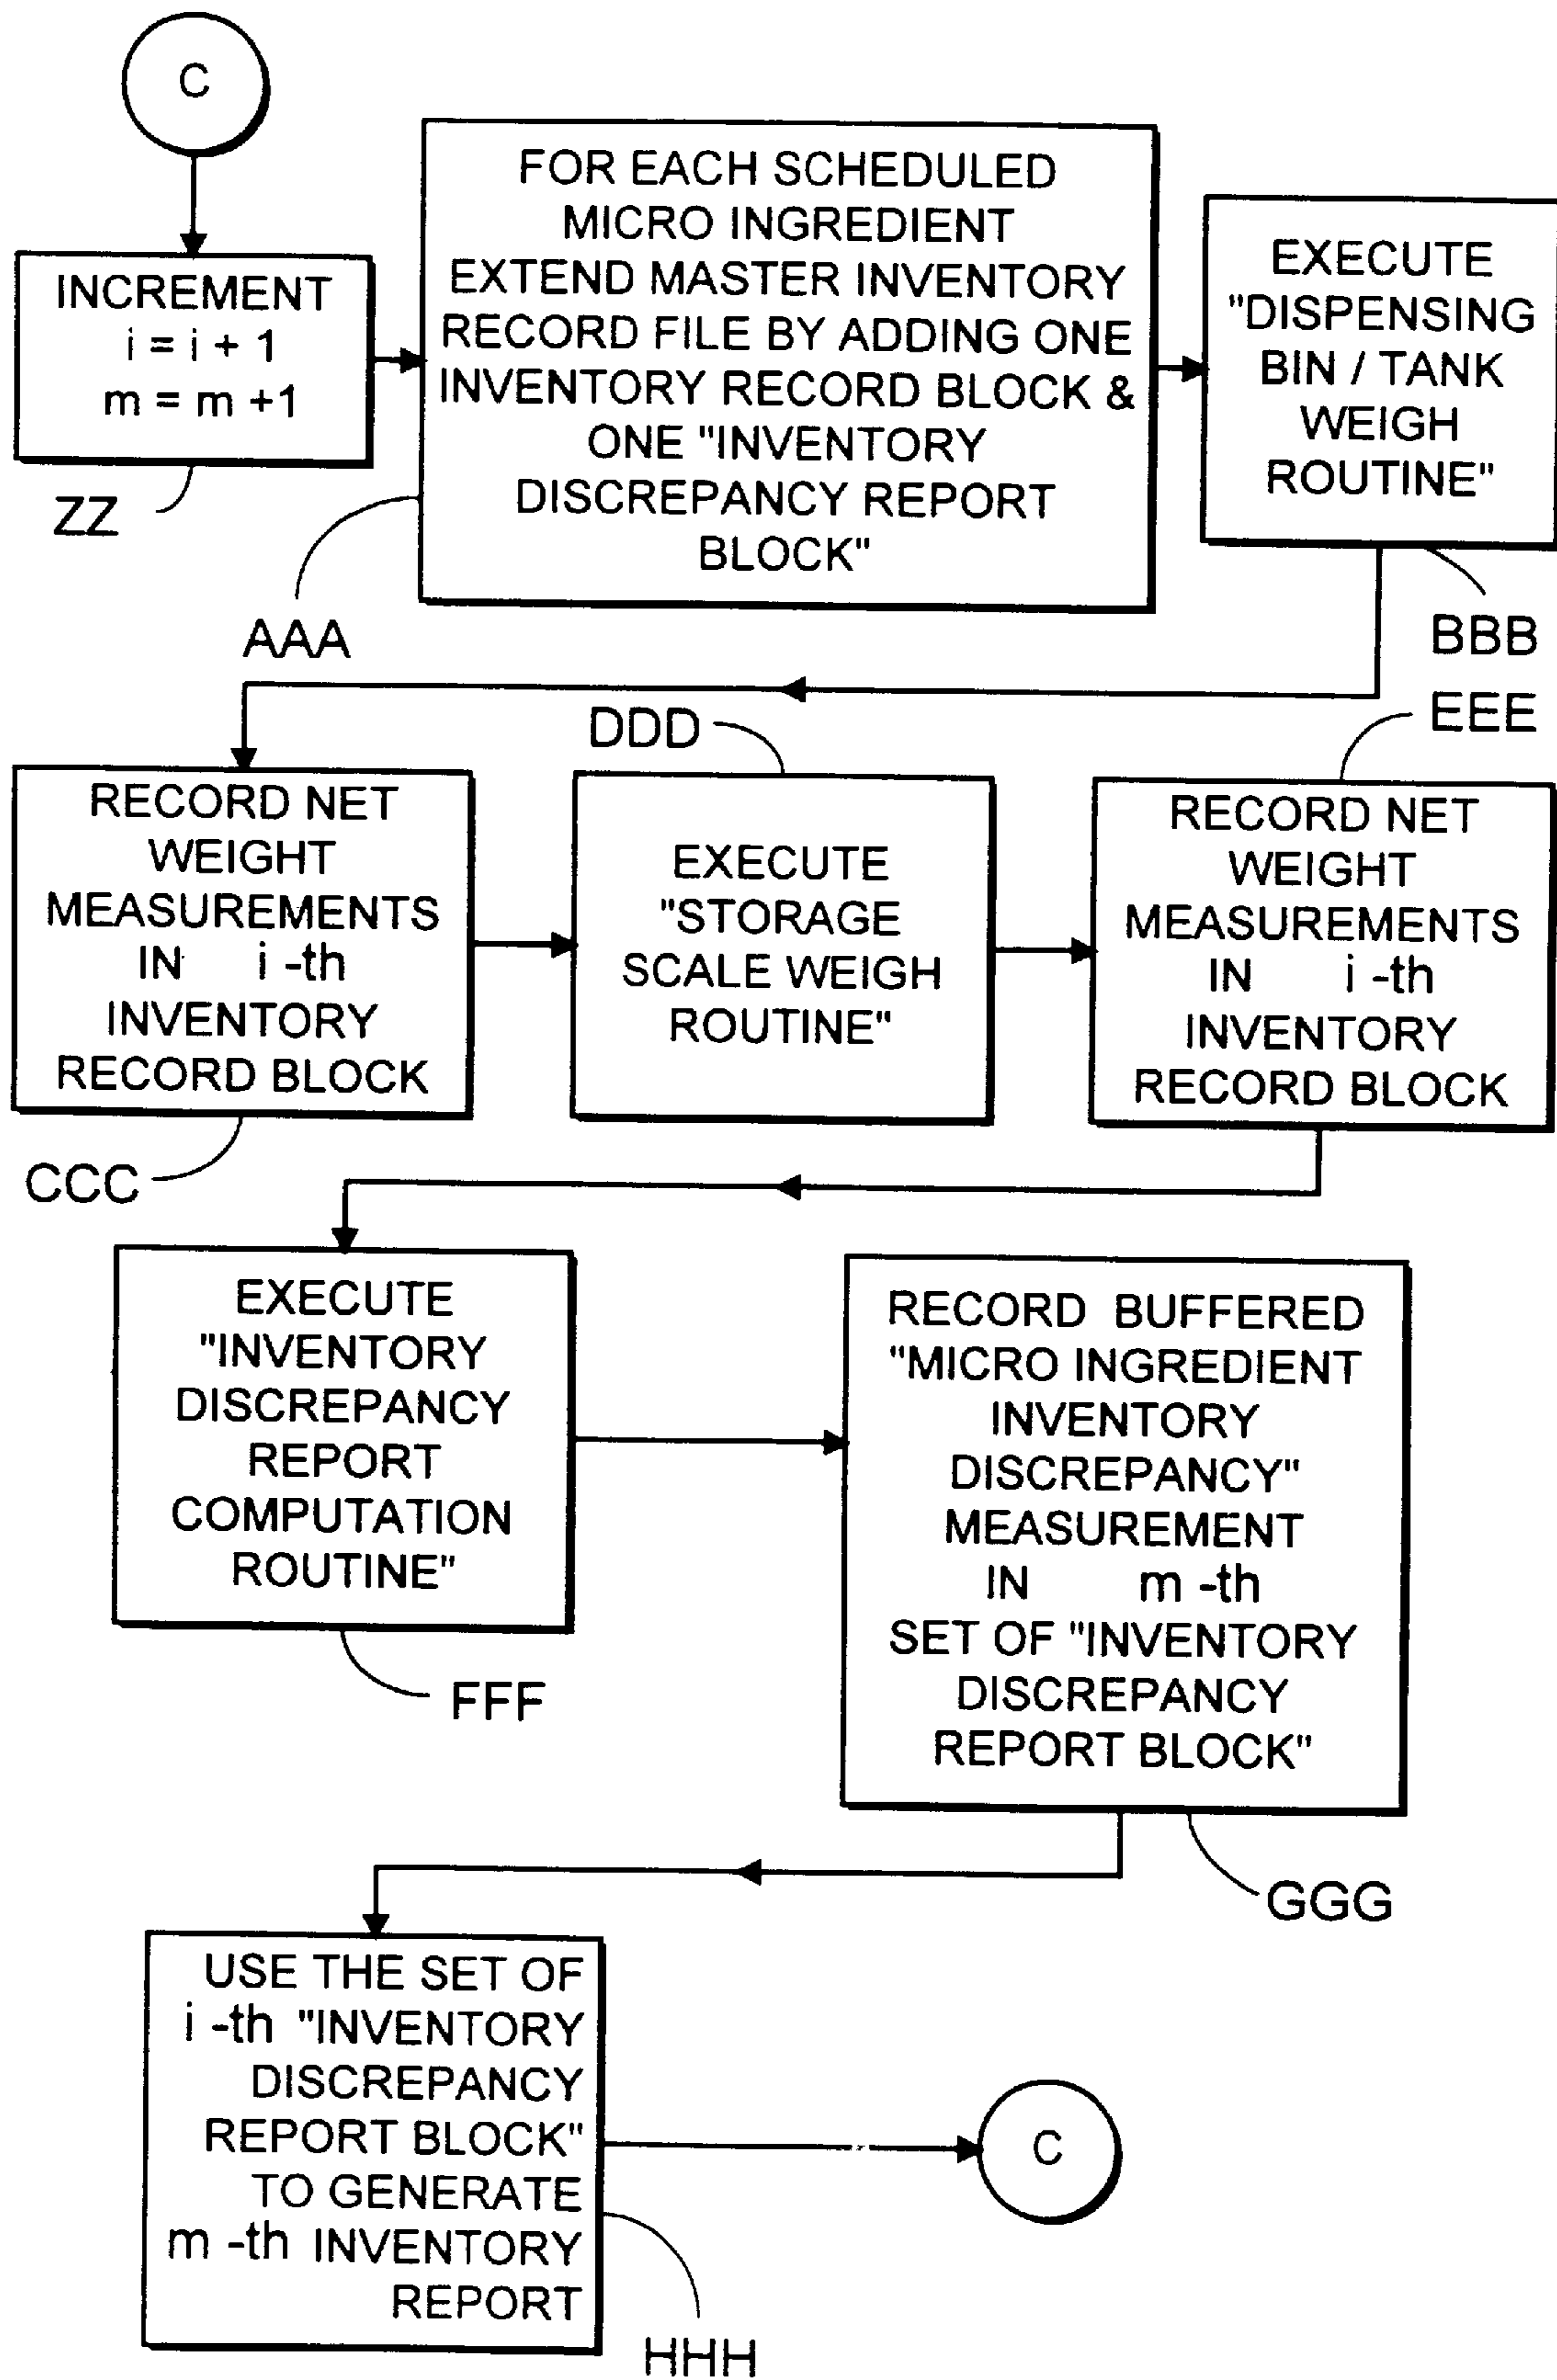 C
INCREMENT
i = i + 1
m = m +1
ZZ
FOR EACH SCHEDULED
MICRO INGREDIENT
EXTEND MASTER INVENTORY
RECORD FILE BY ADDING ONE
INVENTORY RECORD BLOCK &
ONE "INVENTORY
DISCREPANCY REPORT
BLOCK"
AAA
EXECUTE
"DISPENSING
BIN / TANK
WEIGH
ROUTINE"
BBB
RECORD NET
WEIGHT
MEASUREMENTS
IN i -th
INVENTORY
RECORD BLOCK
CCC
DDD
EXECUTE
"STORAGE
SCALE WEIGH
ROUTINE"
EEE
RECORD NET
WEIGHT
MEASUREMENTS
IN i -th
INVENTORY
RECORD BLOCK
EXECUTE
"INVENTORY
DISCREPANCY
REPORT
COMPUTATION
ROUTINE"
FFF
RECORD BUFFERED
"MICRO INGREDIENT
INVENTORY
DISCREPANCY"
MEASUREMENT
IN m -th
SET OF "INVENTORY
DISCREPANCY
REPORT BLOCK"
GGG
USE THE SET OF
i -th "INVENTORY
DISCREPANCY
REPORT BLOCK"
TO GENERATE
m -th INVENTORY
REPORT
HHH
C